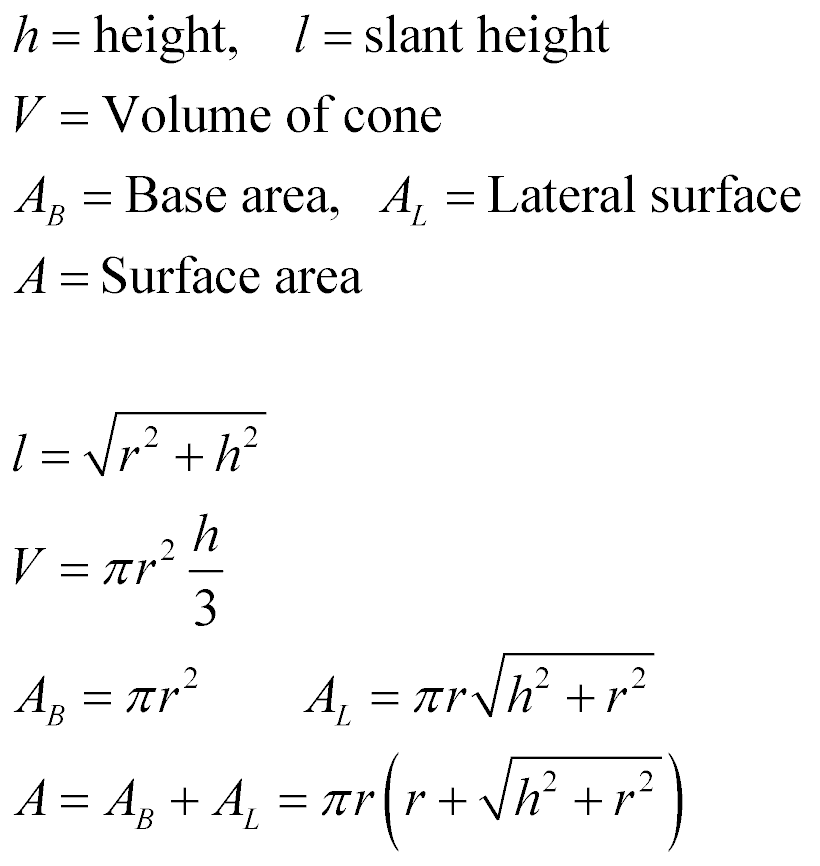 h = height, l = slant height
V = Volume of cone
A_B = Base area, A_L = Lateral surface
A = Surface area
l = √(r² + h²)
V = πr² h/3
A_B = πr² A_L = πr√(h² + r²)
A = A_B + A_L = πr(r + √(h² + r²))